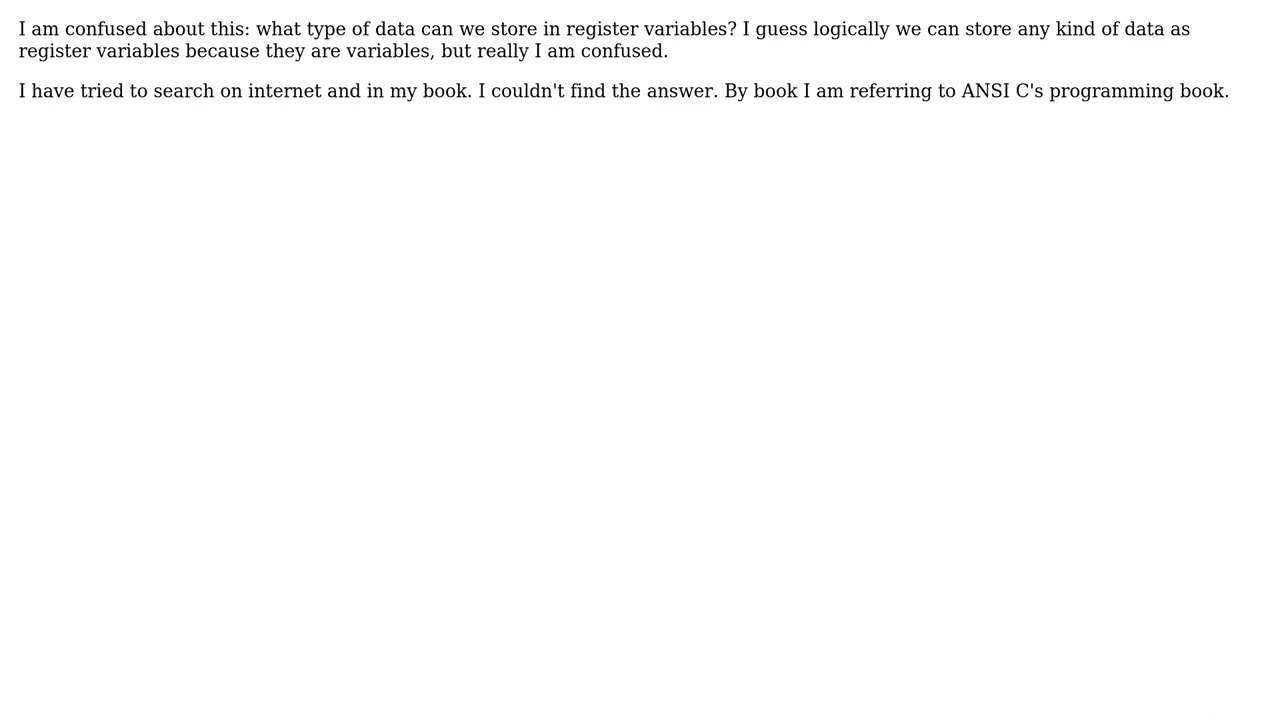 I am confused about this: what type of data can we store in register variables? I guess logically we can store any kind of data as
register variables because they are variables, but really I am confused.
I have tried to search on internet and in my book. I couldn't find the answer. By book I am referring to ANSI C's programming book.